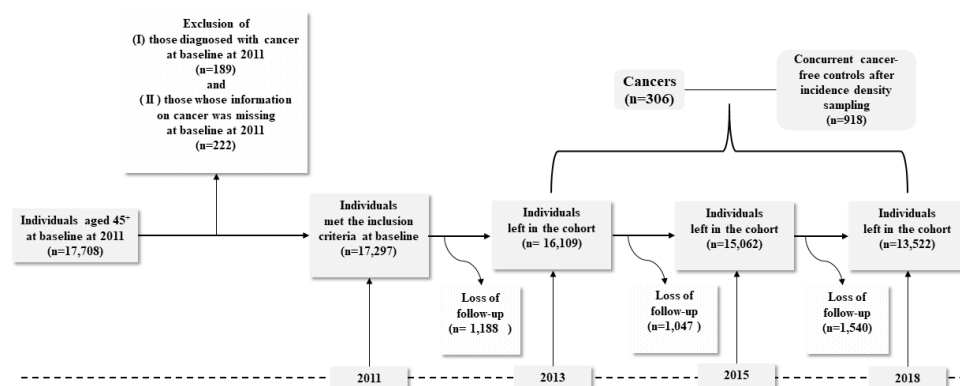 Exclusion of
(I) those diagnosed with cancer
at baseline at 2011
(n=189)
and
(II) those whose information
on cancer was missing
at baseline at 2011
(n=222)
Cancers
(n=306)
Concurrent cancer-
free controls after
incidence density
sampling
(n=918)
Individuals aged 45⁺
at baseline at 2011
(n=17,708)
Individuals
met the inclusion
criteria at baseline
(n=17,297)
Individuals
left in the cohort
(n= 16,109)
Individuals
left in the cohort
(n=15,062)
Individuals
left in the cohort
(n=13,522)
Loss of
follow-up
(n= 1,188 )
Loss of
follow-up
(n=1,047 )
Loss of
follow-up
(n=1,540)
2011
2013
2015
2018